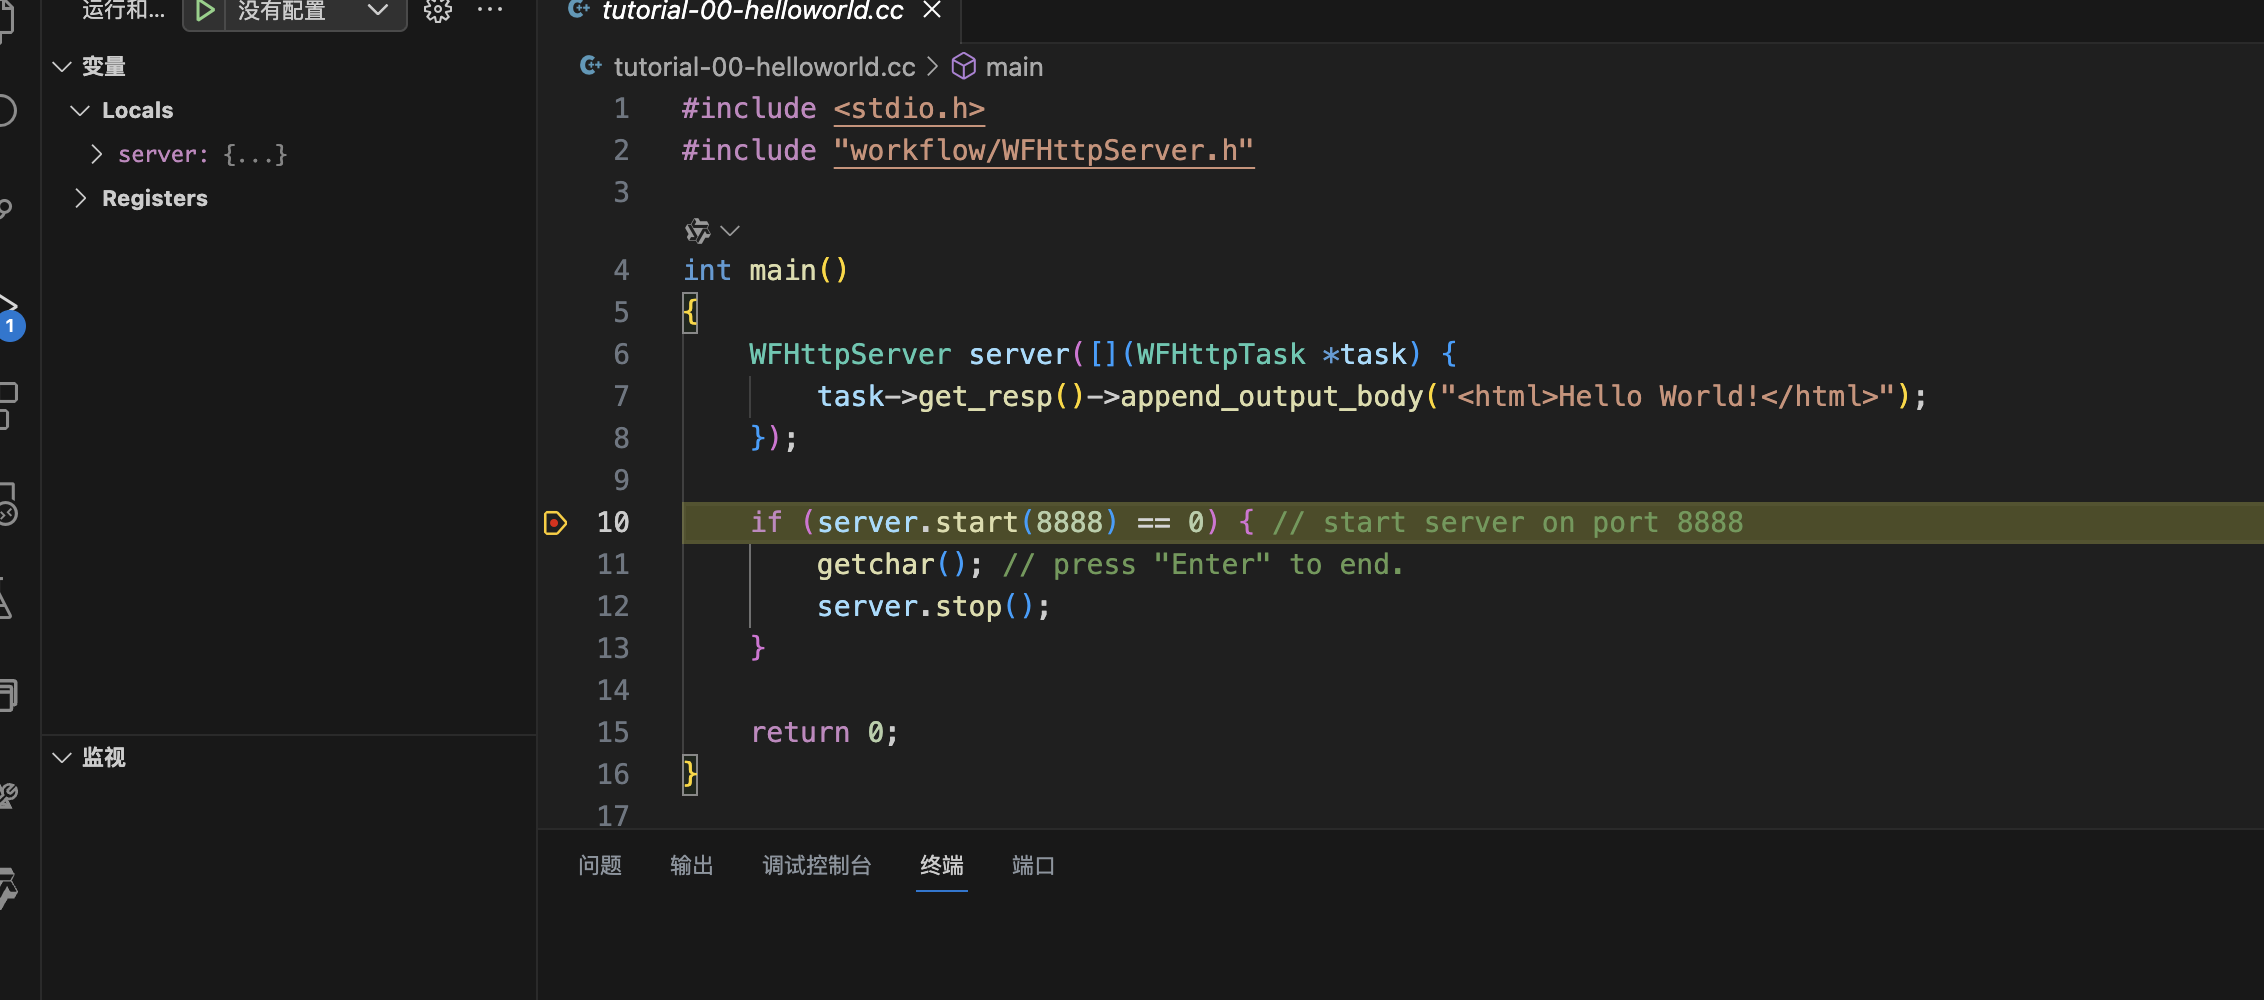 运行和... 没有配置 ...
变量
Locals
server: {...}
Registers
1
监视
tutorial-00-helloworld.cc
tutorial-00-helloworld.cc > main
1 #include <stdio.h>
2 #include "workflow/WFHttpServer.h"
3
4 int main()
5 {
6 WFHttpServer server([](WFHttpTask *task) {
7 task->get_resp()->append_output_body("<html>Hello World!</html>");
8 });
9
10 if (server.start(8888) == 0) { // start server on port 8888
11 getchar(); // press "Enter" to end.
12 server.stop();
13 }
14
15 return 0;
16 }
17
问题 输出 调试控制台 终端 端口